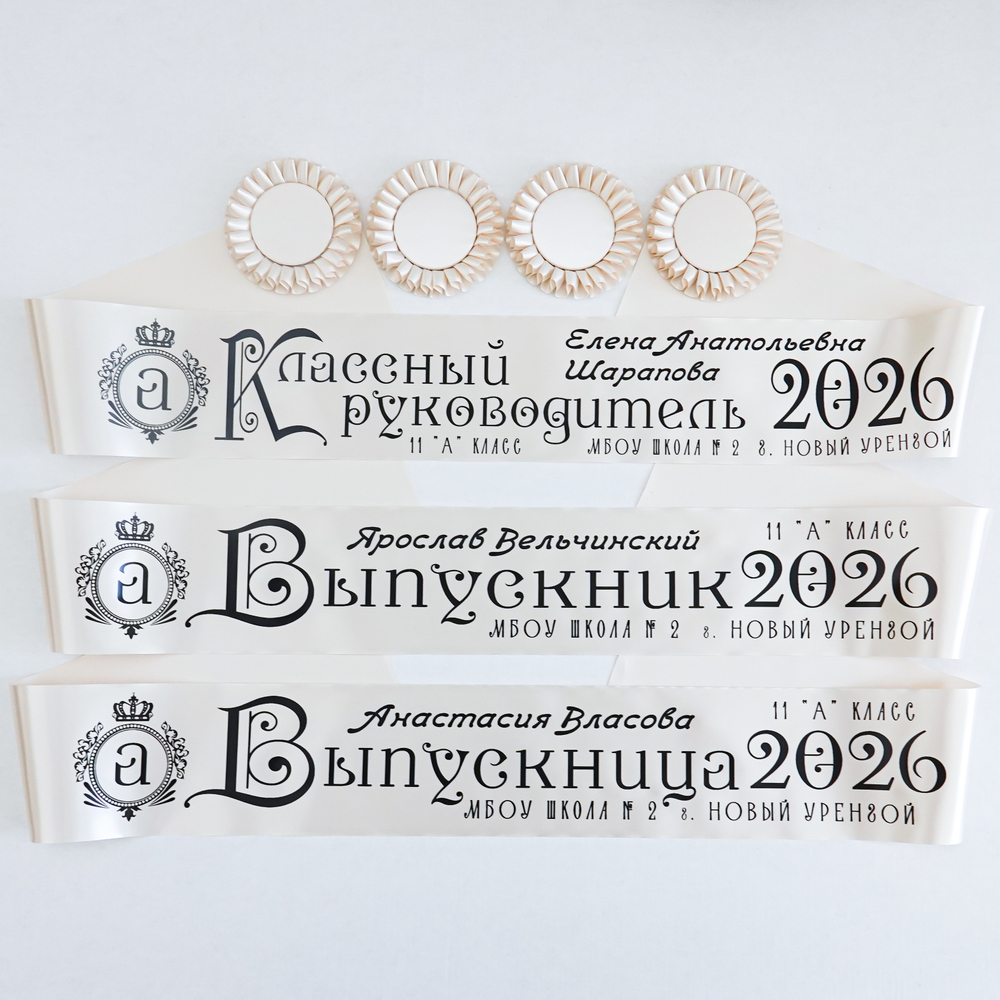 а
Классный
руководитель
Елена Анатольевна
Шарапова
2026
11 "А" КЛАСС
МБОУ ШКОЛА № 2 г. НОВЫЙ УРЕНГОЙ
а
Ярослав Вельчинский
11 "А" КЛАСС
Выпускник 2026
МБОУ ШКОЛА № 2 г. НОВЫЙ УРЕНГОЙ
а
Анастасия Власова
11 "А" КЛАСС
Выпускница 2026
МБОУ ШКОЛА № 2 г. НОВЫЙ УРЕНГОЙ